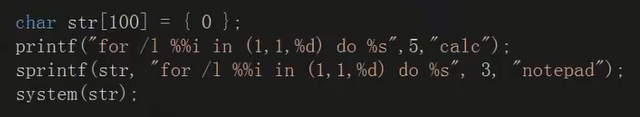 char str[100] = { 0 };
printf("for /l %%i in (1,1,%d) do %s",5,"calc");
sprintf(str, "for /l %%i in (1,1,%d) do %s", 3, "notepad");
system(str);